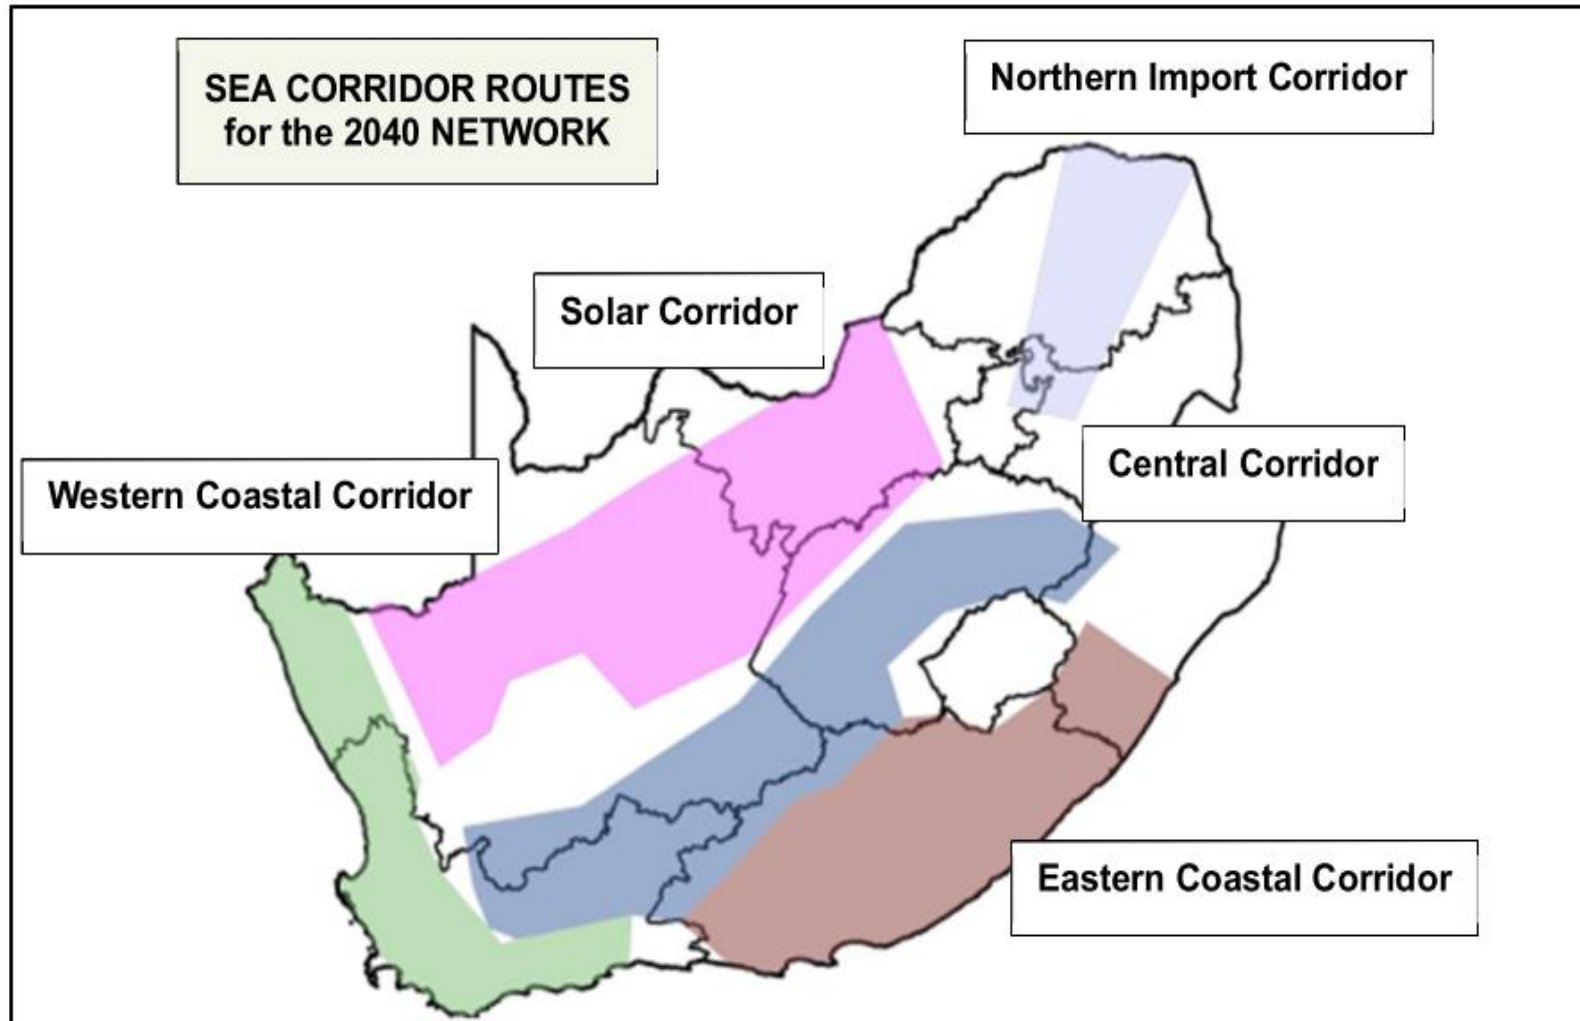 SEA CORRIDOR ROUTES
for the 2040 NETWORK
Northern Import Corridor
Solar Corridor
Central Corridor
Western Coastal Corridor
Eastern Coastal Corridor